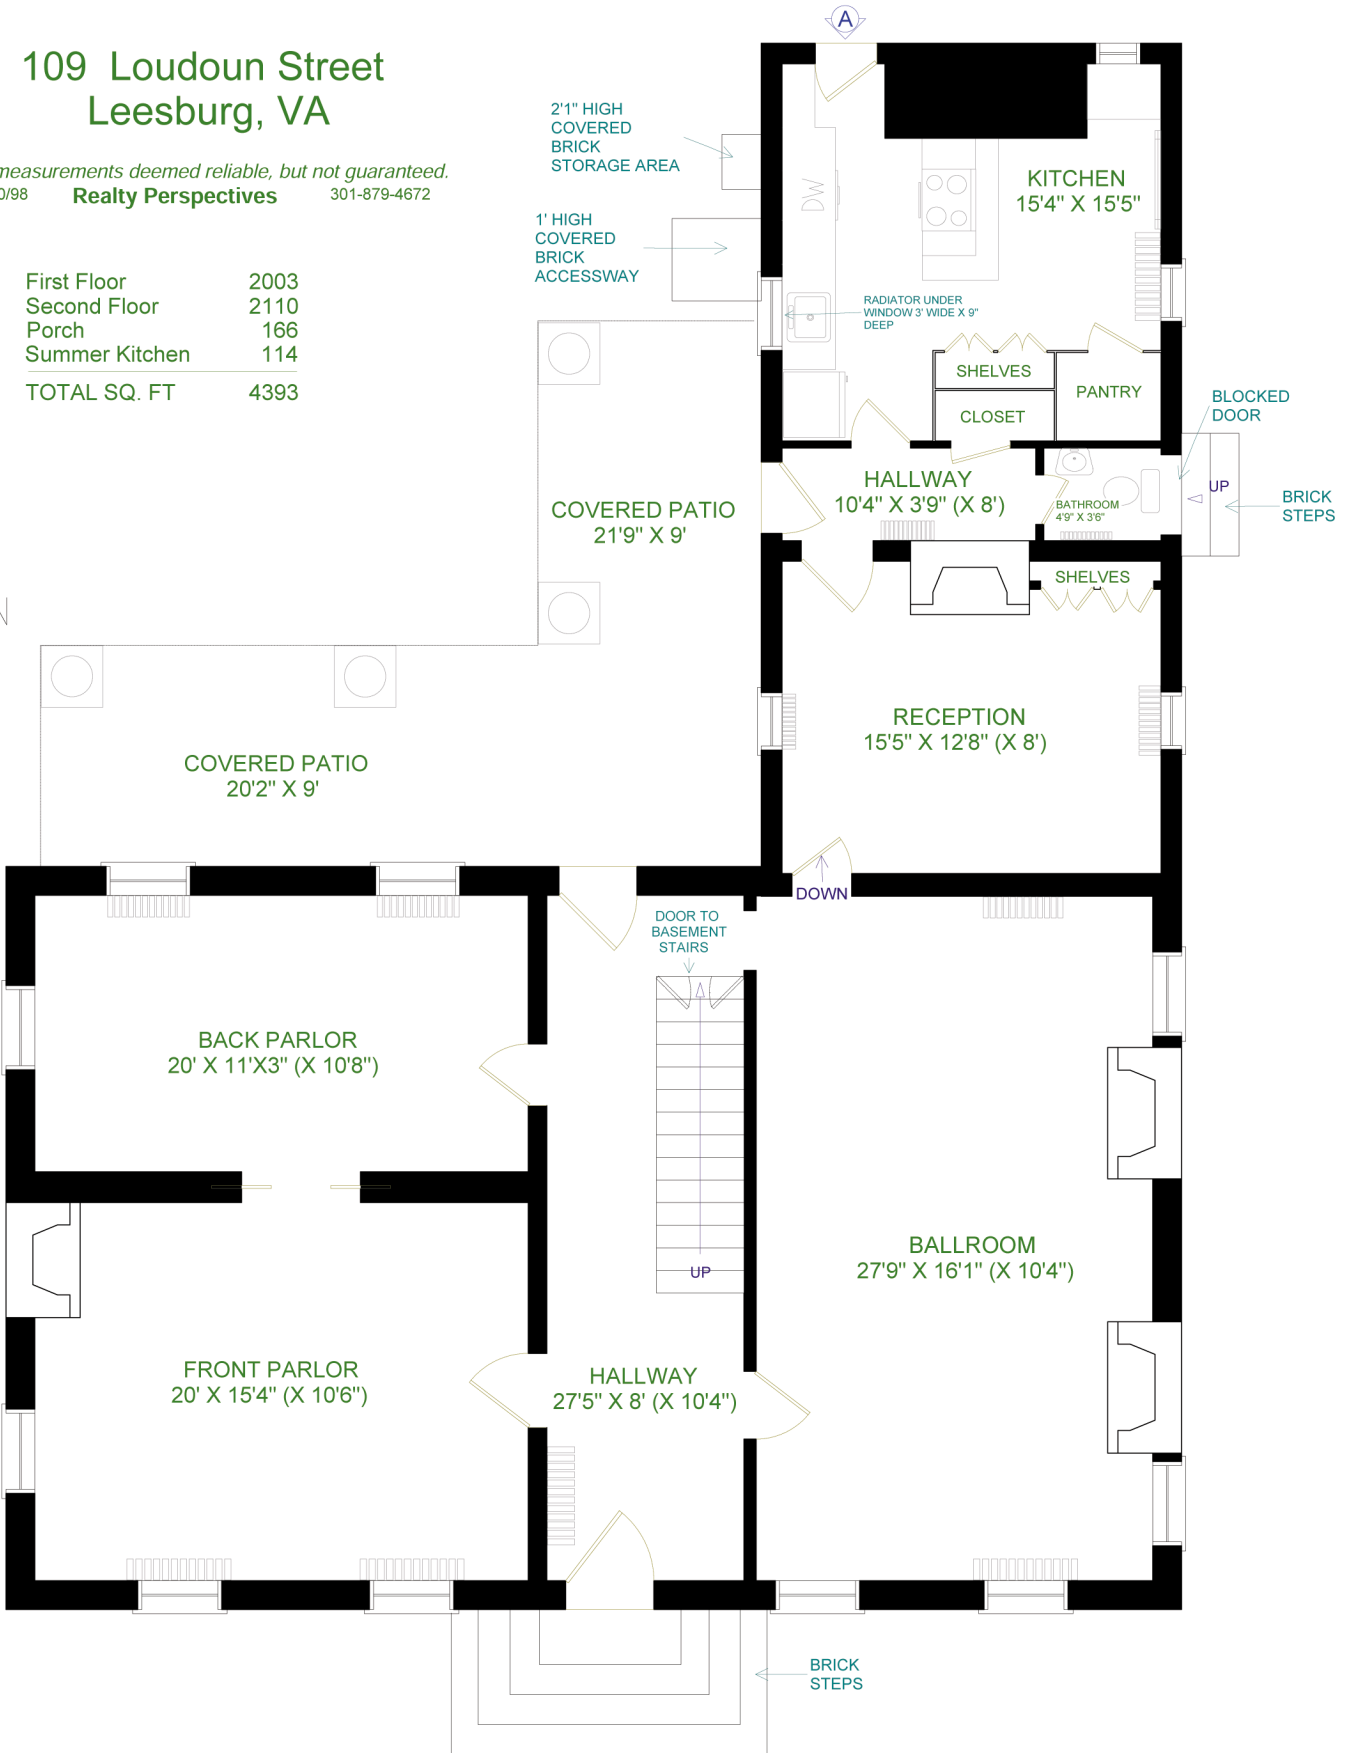 A
109 Loudoun Street
Leesburg, VA
measurements deemed reliable, but not guaranteed.
0/98 Realty Perspectives 301-879-4672
First Floor 2003
Second Floor 2110
Porch 166
Summer Kitchen 114
TOTAL SQ. FT 4393
2'1" HIGH
COVERED
BRICK
STORAGE AREA
1' HIGH
COVERED
BRICK
ACCESSWAY
DW
KITCHEN
15'4" X 15'5"
RADIATOR UNDER
WINDOW 3' WIDE X 9"
DEEP
SHELVES
PANTRY
CLOSET
BLOCKED
DOOR
UP
BRICK
STEPS
HALLWAY
10'4" X 3'9" (X 8')
BATHROOM
4'9" X 3'6"
COVERED PATIO
21'9" X 9'
SHELVES
RECEPTION
15'5" X 12'8" (X 8')
COVERED PATIO
20'2" X 9'
DOWN
DOOR TO
BASEMENT
STAIRS
BACK PARLOR
20' X 11'X3" (X 10'8")
UP
BALLROOM
27'9" X 16'1" (X 10'4")
FRONT PARLOR
20' X 15'4" (X 10'6")
HALLWAY
27'5" X 8' (X 10'4")
BRICK
STEPS